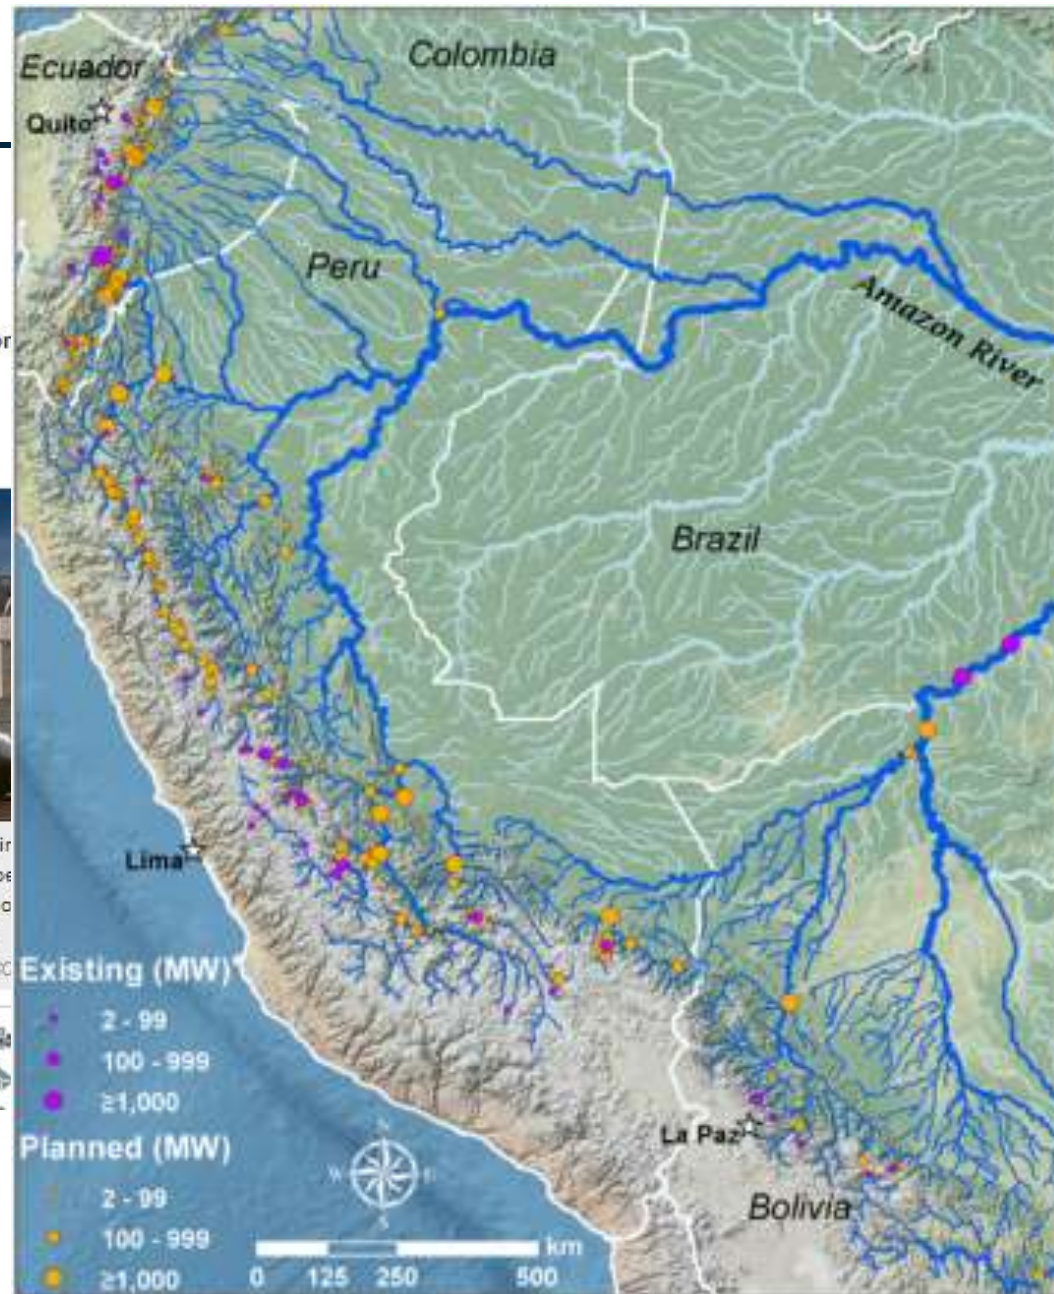 Ecuador
Colombia
Quito
Peru
Amazon River
Brazil
Lima
Existing (MW)
2 - 99
100 - 999
≥1,000
Planned (MW)
2 - 99
100 - 999
≥1,000
N
W E
S
km
0 125 250 500
La Paz
Bolivia